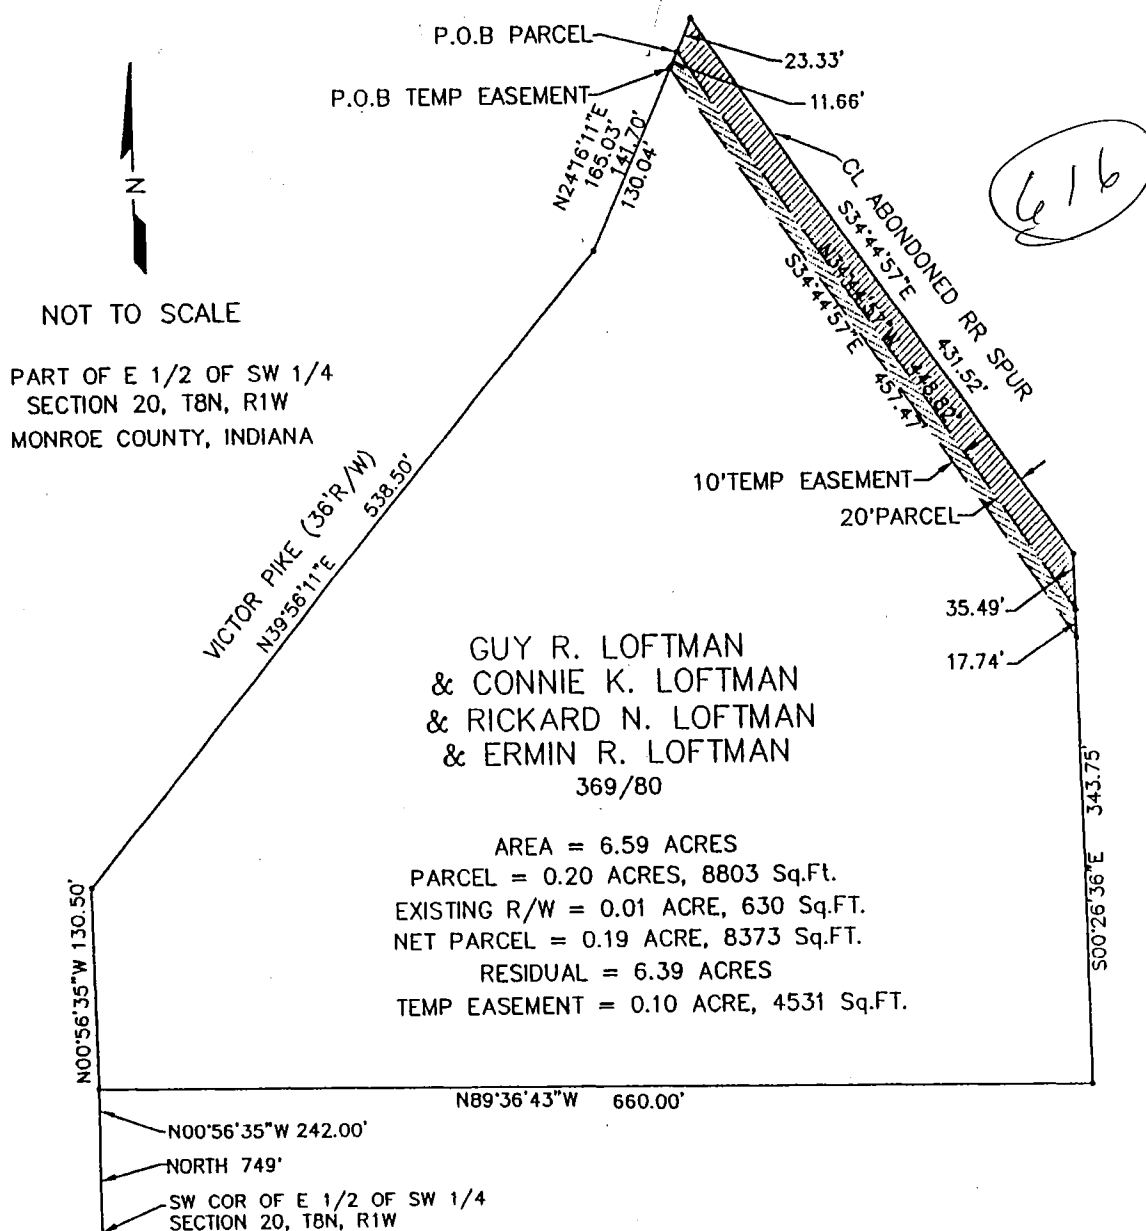 P.O.B PARCEL
23.33'
P.O.B TEMP EASEMENT
11.66'
616
N24°16'11"E
165.03'
141.70'
130.04'
CL ABONDONED RR SPUR
S34°44'57"E
431.52'
N34°44'57"W 448.82'
S34°44'57"E 457.47'
N
NOT TO SCALE
PART OF E 1/2 OF SW 1/4
SECTION 20, T8N, R1W
MONROE COUNTY, INDIANA
VICTOR PIKE (36'R/W)
N39°56'11"E 538.50'
10'TEMP EASEMENT
20'PARCEL
35.49'
17.74'
GUY R. LOFTMAN
& CONNIE K. LOFTMAN
& RICKARD N. LOFTMAN
& ERMIN R. LOFTMAN
369/80
AREA = 6.59 ACRES
PARCEL = 0.20 ACRES, 8803 Sq.Ft.
EXISTING R/W = 0.01 ACRE, 630 Sq.FT.
NET PARCEL = 0.19 ACRE, 8373 Sq.FT.
RESIDUAL = 6.39 ACRES
TEMP EASEMENT = 0.10 ACRE, 4531 Sq.FT.
S00°26'36"E 343.75'
N00°56'35"W 130.50'
N89°36'43"W 660.00'
N00°56'35"W 242.00'
NORTH 749'
SW COR OF E 1/2 OF SW 1/4
SECTION 20, T8N, R1W